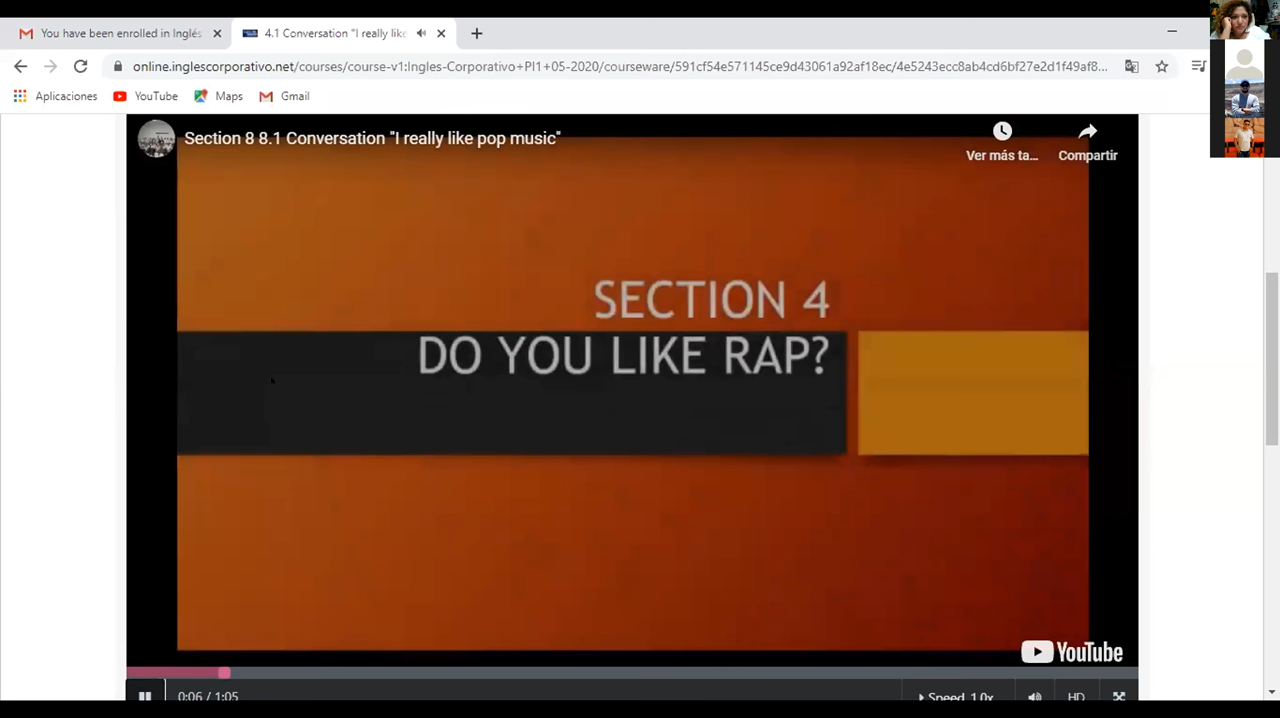 You have been enrolled in Inglés
4.1 Conversation "I really like
online.inglescorporativo.net/courses/course-v1:Ingles-Corporativo+PI1+05-2020/courseware/591cf54e571145ce9d43061a92af18ec/4e5243ecc8ab4cd6bf27e2d1f49af8...
Aplicaciones
YouTube
Maps
Gmail
Section 8 8.1 Conversation "I really like pop music"
Ver más ta...
Compartir
SECTION 4
DO YOU LIKE RAP?
YouTube
0:06 / 1:05
Speed 1.0x
HD